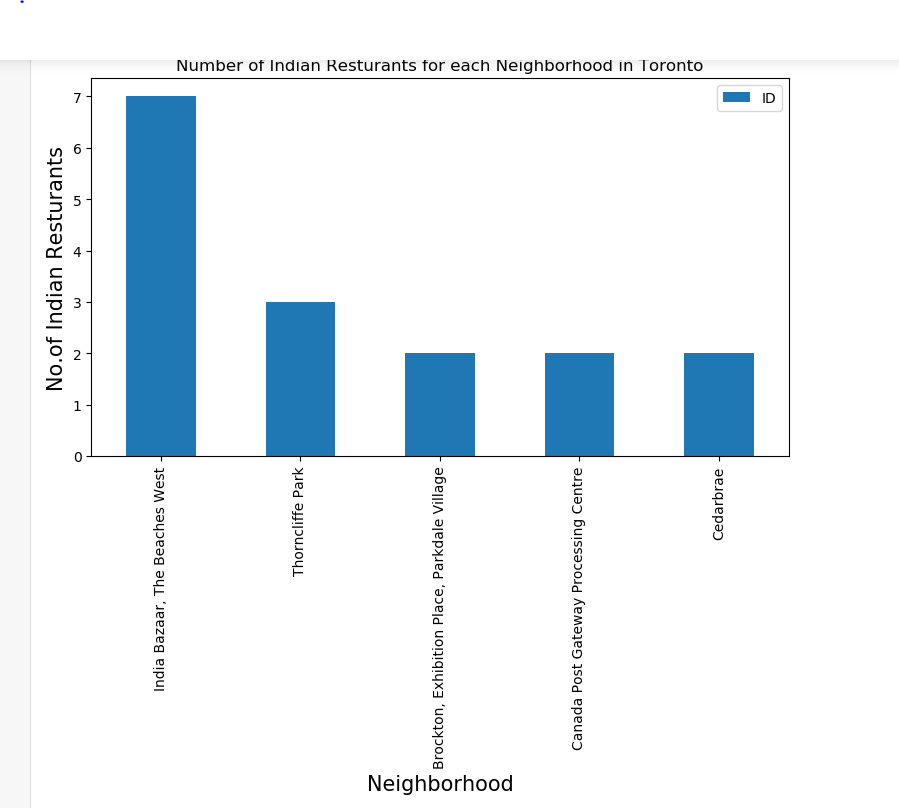 Number of Indian Resturants for each Neighborhood in Toronto
ID
No.of Indian Resturants
7
6
5
4
3
2
1
0
India Bazaar, The Beaches West
Thorncliffe Park
Brockton, Exhibition Place, Parkdale Village
Canada Post Gateway Processing Centre
Cedarbrae
Neighborhood